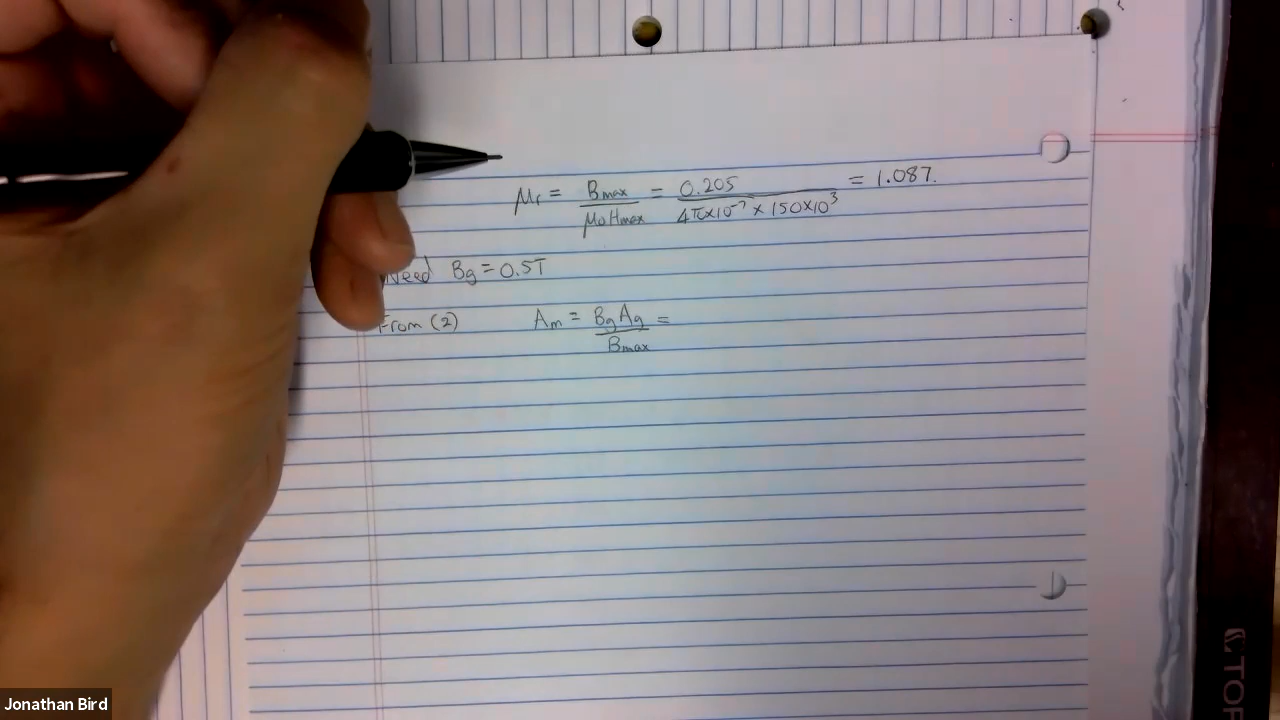 μr = Bmax / μ0Hmax = 0.205 / 4π×10⁻⁷ × 150×10³ = 1.087.
Need Bg = 0.5T
From (2) Am = BgAg / Bmax =
TOP
Jonathan Bird